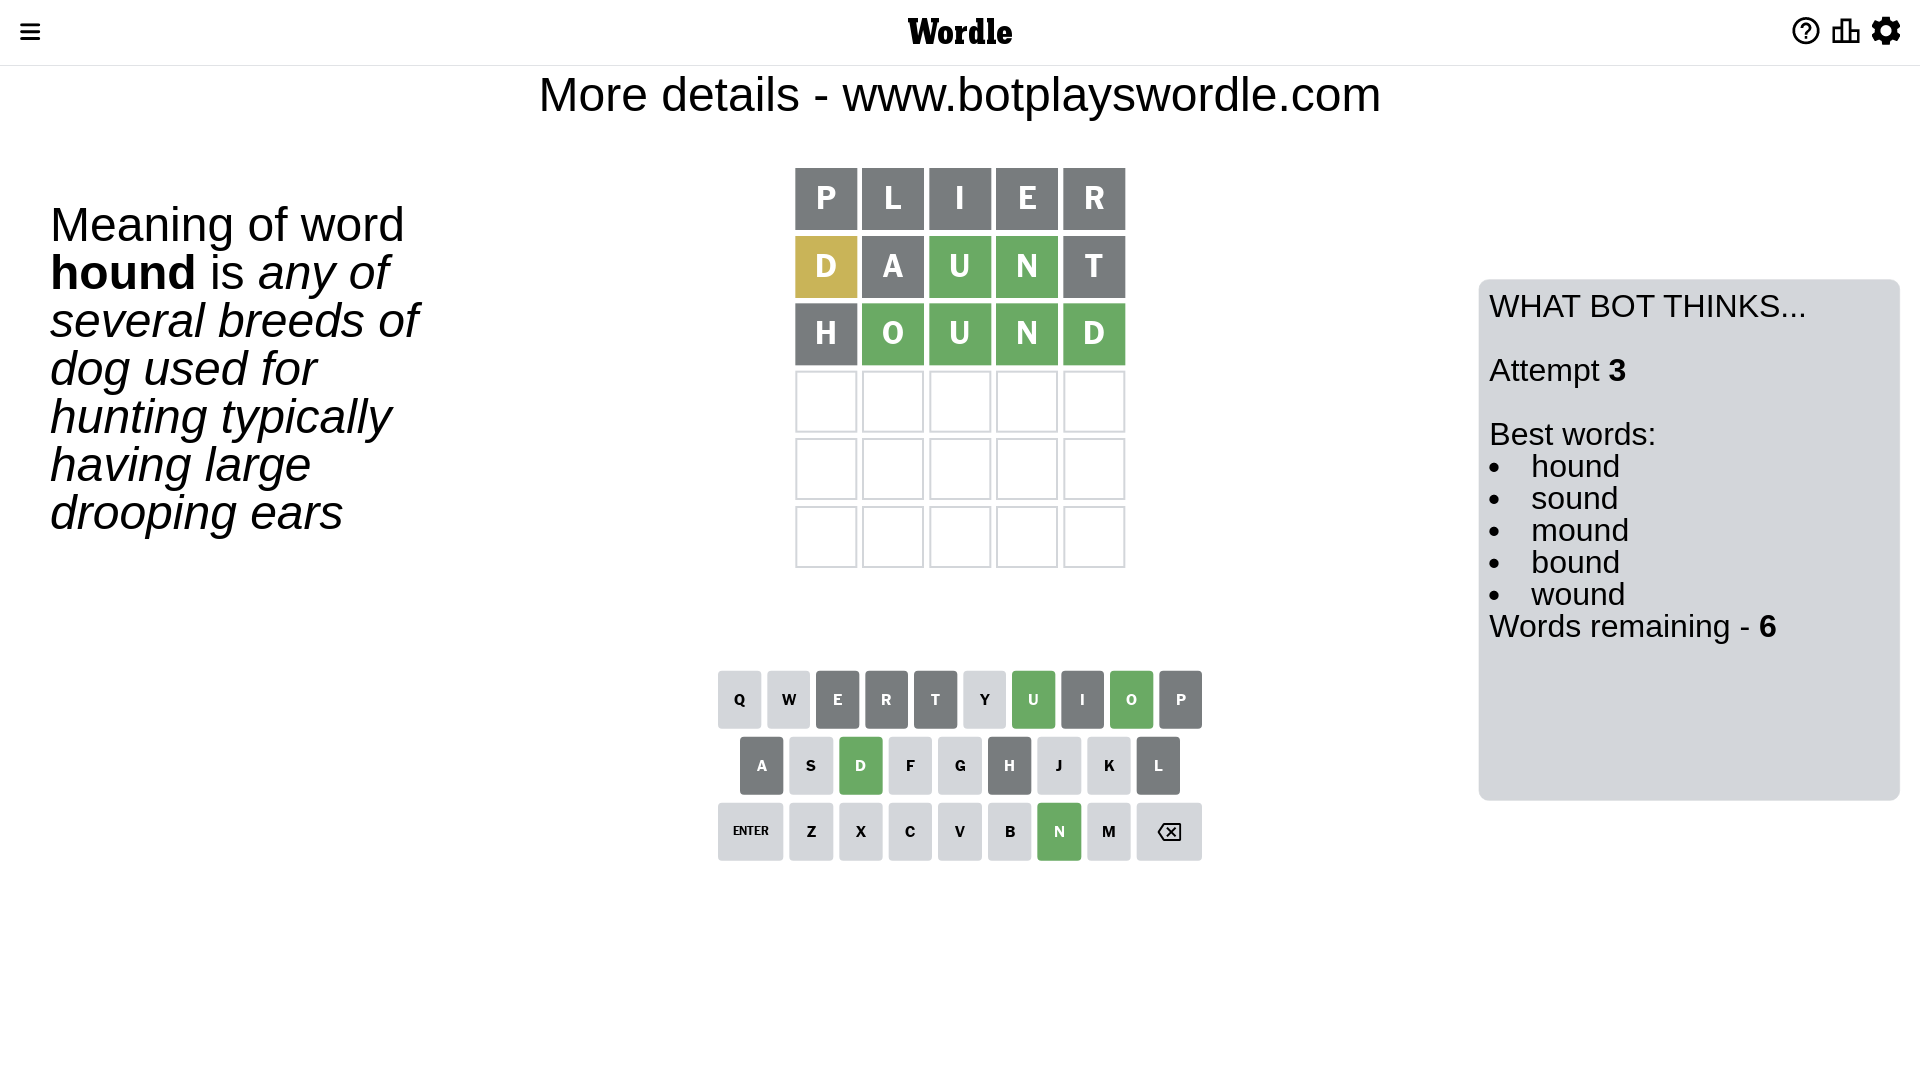 Wordle
More details - www.botplayswordle.com
Meaning of word
hound is any of
several breeds of
dog used for
hunting typically
having large
drooping ears
P L I E R
D A U N T
H O U N D
WHAT BOT THINKS...
Attempt 3
Best words:
• hound
• sound
• mound
• bound
• wound
Words remaining - 6
Q W E R T Y U I O P
A S D F G H J K L
ENTER Z X C V B N M